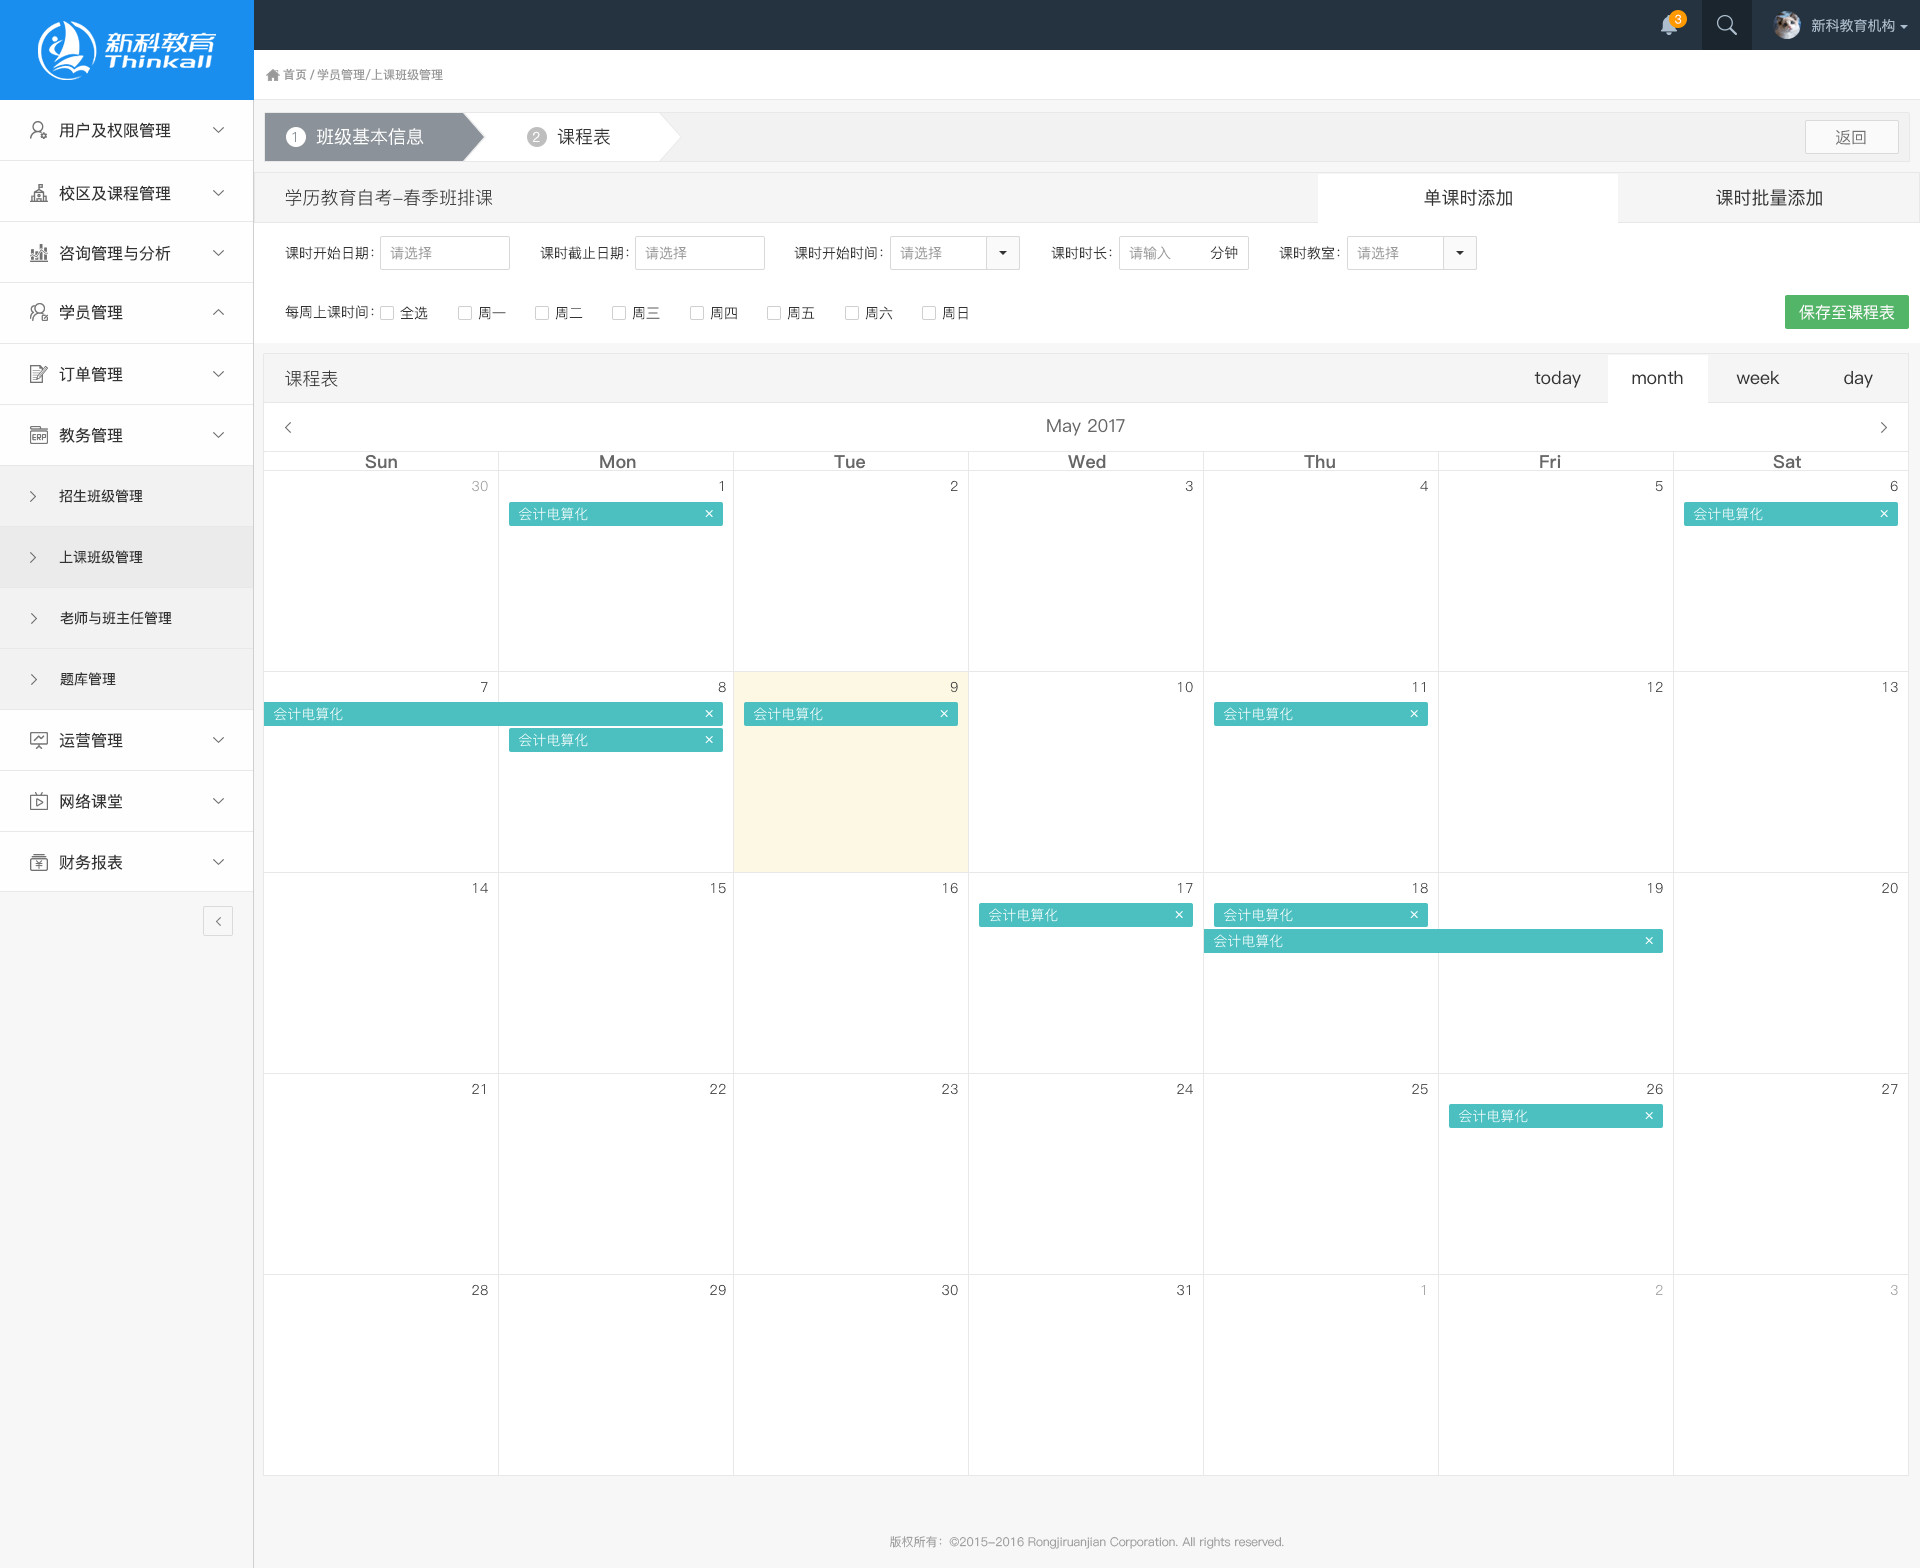 新科教育
Thinkall
3
新科教育机构
首页 / 学员管理/上课班级管理
用户及权限管理
校区及课程管理
咨询管理与分析
学员管理
订单管理
ERP 教务管理
招生班级管理
上课班级管理
老师与班主任管理
题库管理
运营管理
网络课堂
财务报表
1 班级基本信息
2 课程表
返回
学历教育自考-春季班排课
单课时添加
课时批量添加
课时开始日期： 请选择
课时截止日期： 请选择
课时开始时间： 请选择
课时时长： 请输入 分钟
课时教室： 请选择
每周上课时间： 全选 周一 周二 周三 周四 周五 周六 周日
保存至课程表
课程表
today month week day
May 2017
Sun Mon Tue Wed Thu Fri Sat
30 1 2 3 4 5 6
会计电算化 × 会计电算化 ×
7 8 9 10 11 12 13
会计电算化 × 会计电算化 × 会计电算化 ×
会计电算化 ×
14 15 16 17 18 19 20
会计电算化 × 会计电算化 ×
会计电算化 ×
21 22 23 24 25 26 27
会计电算化 ×
28 29 30 31 1 2 3
版权所有：©2015-2016 Rongjiruanjian Corporation. All rights reserved.